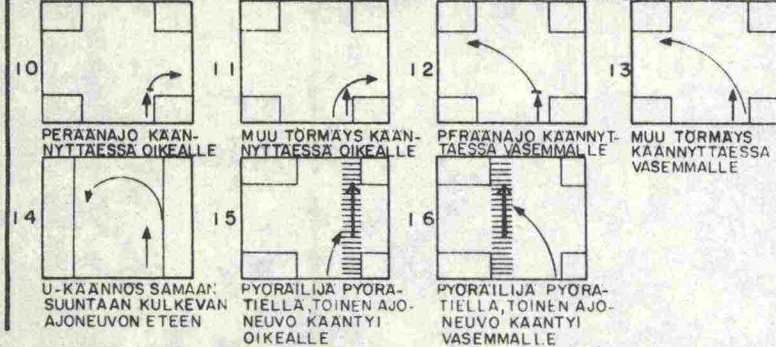 10
PERÄÄNAJO KÄÄN-
NYTTÄESSÄ OIKEALLE
11
MUU TÖRMÄYS KÄÄN-
NYTTÄESSÄ OIKEALLE
12
PERÄÄNAJO KÄÄNNYT-
TÄESSÄ VASEMMALLE
13
MUU TÖRMÄYS
KÄÄNNYTTÄESSÄ
VASEMMALLE
14
U-KÄÄNNÖS SAMAAN
SUUNTAAN KULKEVAN
AJONEUVON ETEEN
15
PYÖRÄILIJÄ PYÖRÄ-
TIELLÄ, TOINEN AJO-
NEUVO KÄÄNTYI
OIKEALLE
16
PYÖRÄILIJÄ PYÖRÄ-
TIELLÄ, TOINEN AJO-
NEUVO KÄÄNTYI
VASEMMALLE